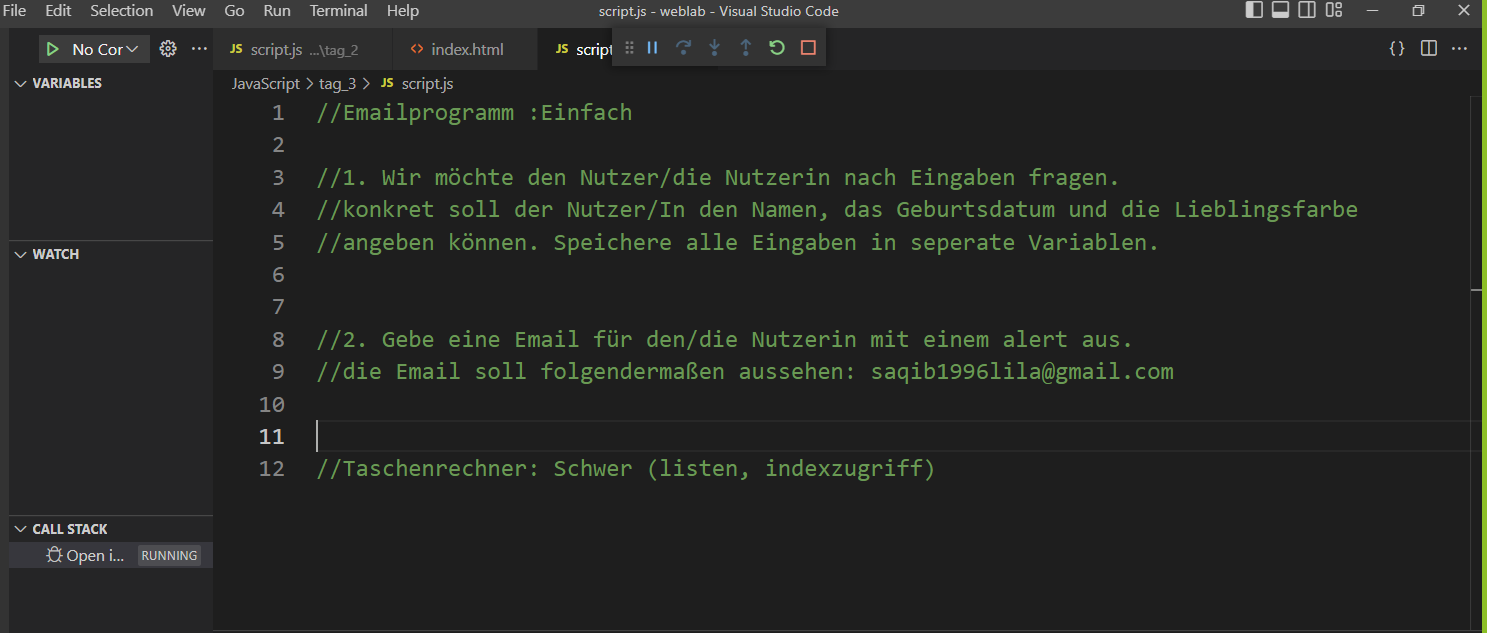 File Edit Selection View Go Run Terminal Help script.js - weblab - Visual Studio Code
No Cor JS script.js ...\tag_2 <> index.html JS script
VARIABLES
JavaScript > tag_3 > JS script.js
1 //Emailprogramm :Einfach
2
3 //1. Wir möchte den Nutzer/die Nutzerin nach Eingaben fragen.
4 //konkret soll der Nutzer/In den Namen, das Geburtsdatum und die Lieblingsfarbe
5 //angeben können. Speichere alle Eingaben in seperate Variablen.
WATCH
6
7
8 //2. Gebe eine Email für den/die Nutzerin mit einem alert aus.
9 //die Email soll folgendermaßen aussehen: saqib1996lila@gmail.com
10
11
12 //Taschenrechner: Schwer (listen, indexzugriff)
CALL STACK
Open i... RUNNING